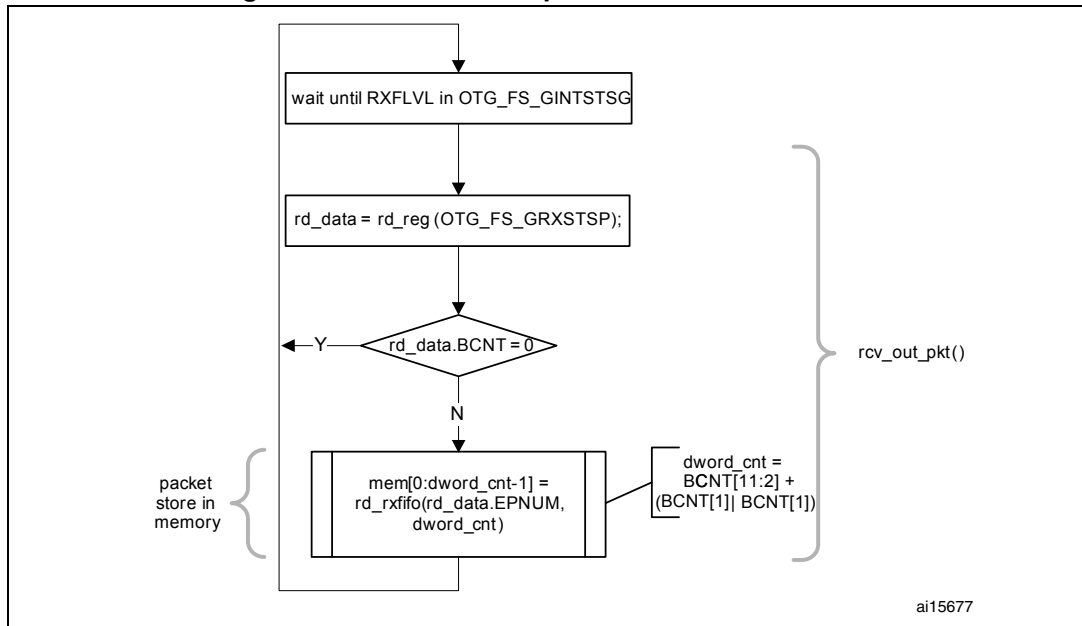 wait until RXFLVL in OTG_FS_GINTSTSG
rd_data = rd_reg (OTG_FS_GRXSTSP);
rd_data.BCNT = 0
Y
rcv_out_pkt()
N
packet
store in
memory
mem[0:dword_cnt-1] =
rd_rxfifo(rd_data.EPNUM,
dword_cnt)
dword_cnt =
BCNT[11:2] +
(BCNT[1]| BCNT[1])
ai15677